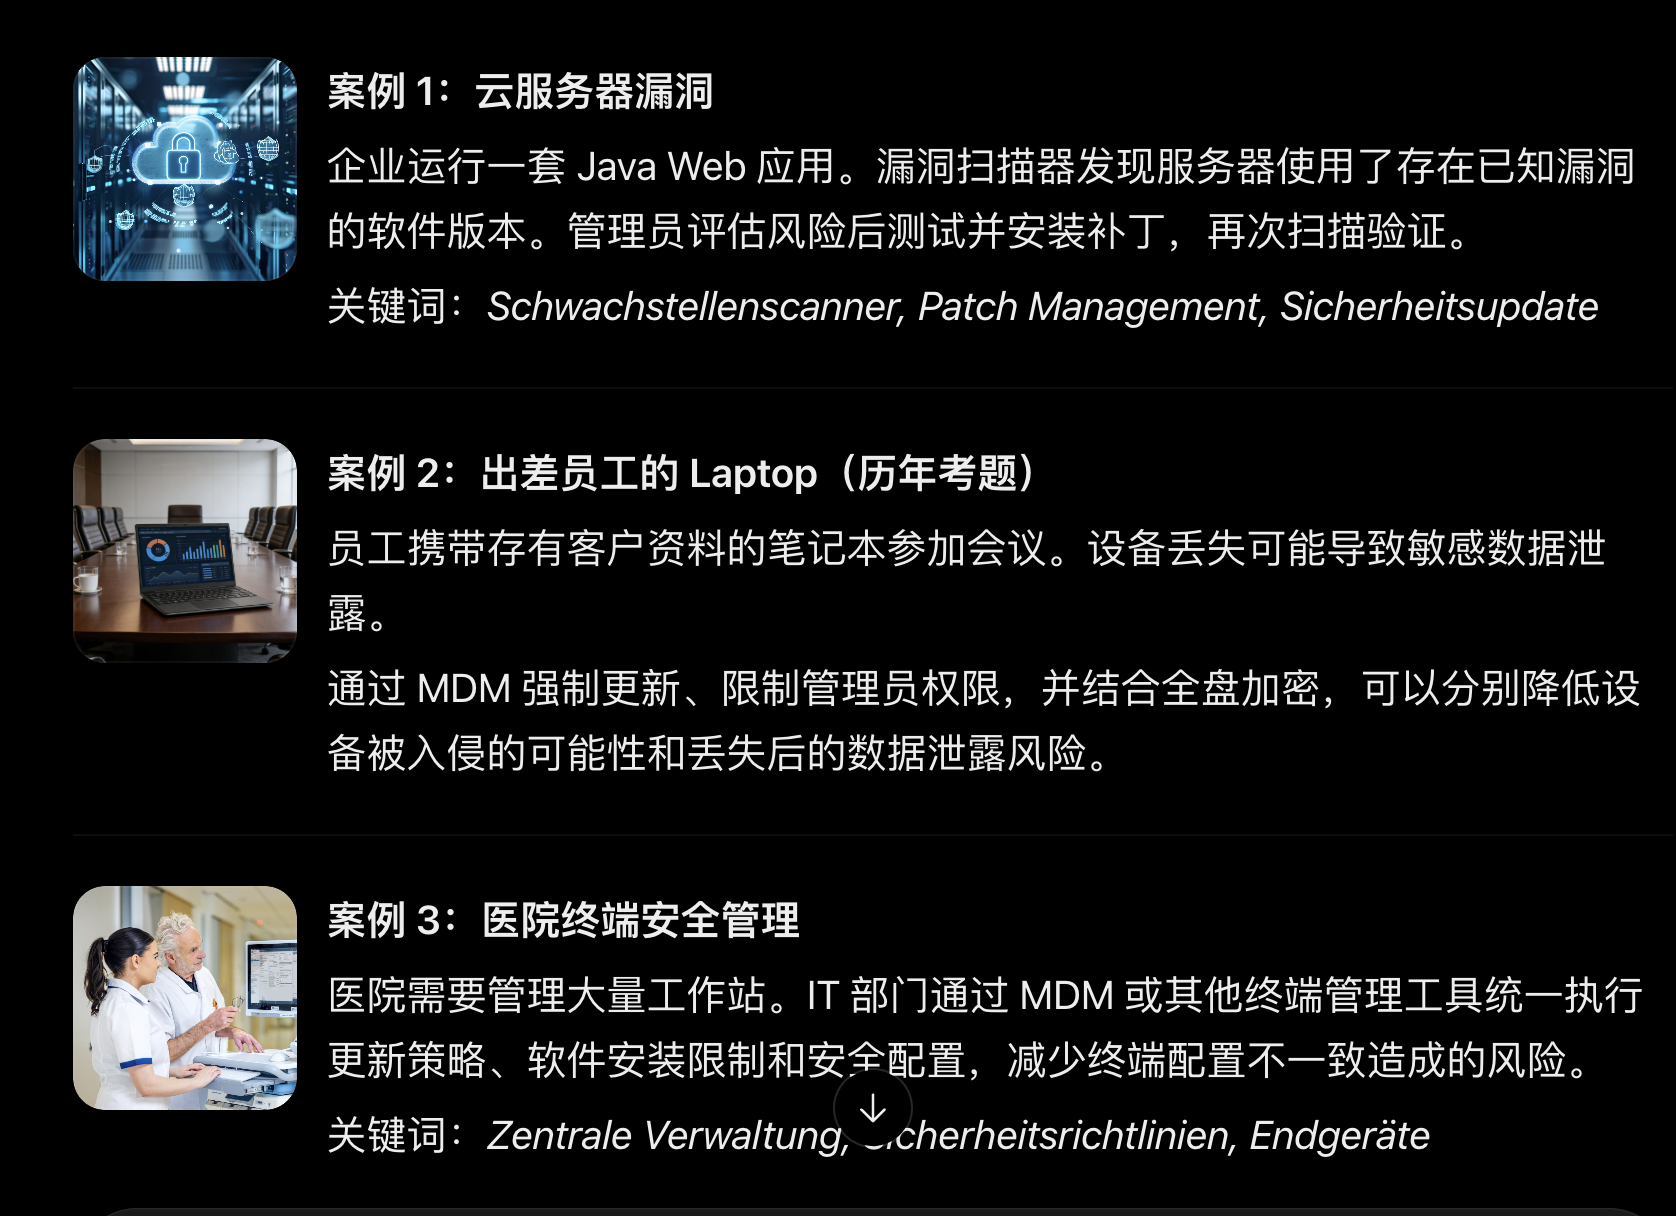 案例 1：云服务器漏洞
企业运行一套 Java Web 应用。漏洞扫描器发现服务器使用了存在已知漏洞
的软件版本。管理员评估风险后测试并安装补丁，再次扫描验证。
关键词：Schwachstellenscanner, Patch Management, Sicherheitsupdate
案例 2：出差员工的 Laptop（历年考题）
员工携带存有客户资料的笔记本参加会议。设备丢失可能导致敏感数据泄
露。
通过 MDM 强制更新、限制管理员权限，并结合全盘加密，可以分别降低设
备被入侵的可能性和丢失后的数据泄露风险。
案例 3：医院终端安全管理
医院需要管理大量工作站。IT 部门通过 MDM 或其他终端管理工具统一执行
更新策略、软件安装限制和安全配置，减少终端配置不一致造成的风险。
关键词：Zentrale Verwaltung, Sicherheitsrichtlinien, Endgeräte